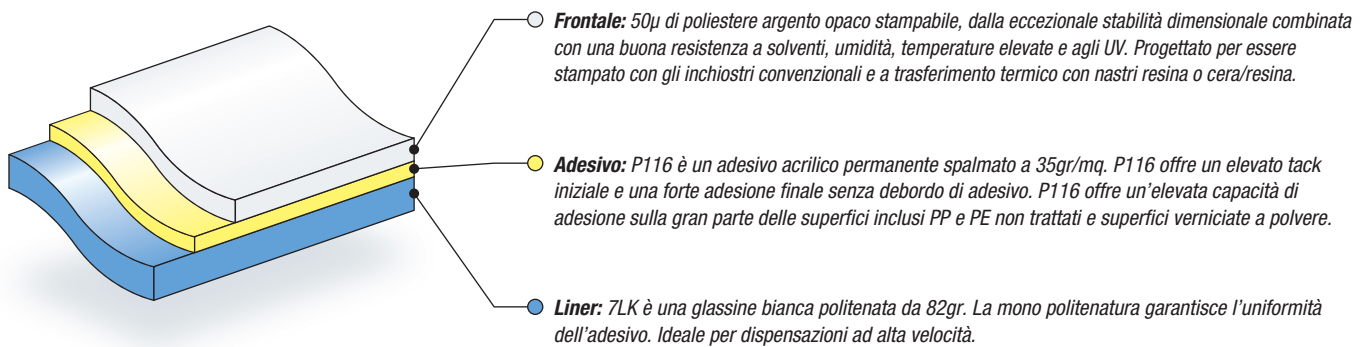 Frontale: 50µ di poliestere argento opaco stampabile, dalla eccezionale stabilità dimensionale combinata
con una buona resistenza a solventi, umidità, temperature elevate e agli UV. Progettato per essere
stampato con gli inchiostri convenzionali e a trasferimento termico con nastri resina o cera/resina.
Adesivo: P116 è un adesivo acrilico permanente spalmato a 35gr/mq. P116 offre un elevato tack
iniziale e una forte adesione finale senza debordo di adesivo. P116 offre un’elevata capacità di
adesione sulla gran parte delle superfici inclusi PP e PE non trattati e superfici verniciate a polvere.
Liner: 7LK è una glassine bianca politenata da 82gr. La mono politenatura garantisce l’uniformità
dell’adesivo. Ideale per dispensazioni ad alta velocità.